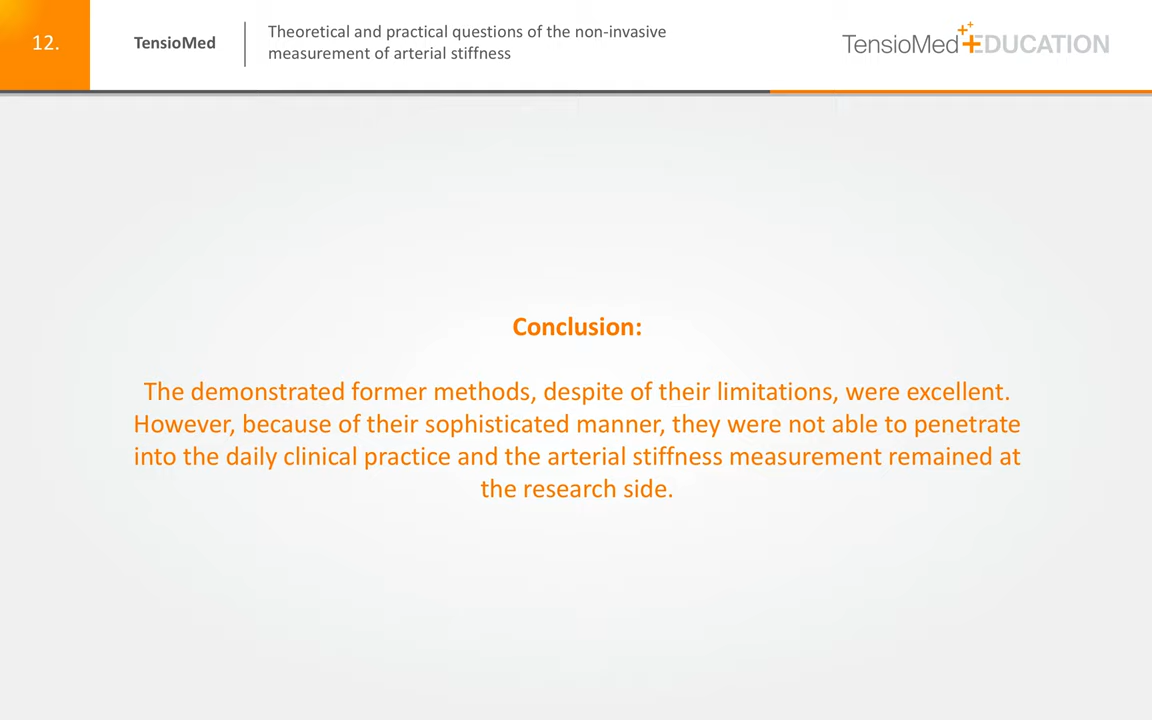 12.
TensioMed
Theoretical and practical questions of the non-invasive
measurement of arterial stiffness
TensioMed EDUCATION
Conclusion:
The demonstrated former methods, despite of their limitations, were excellent.
However, because of their sophisticated manner, they were not able to penetrate
into the daily clinical practice and the arterial stiffness measurement remained at
the research side.